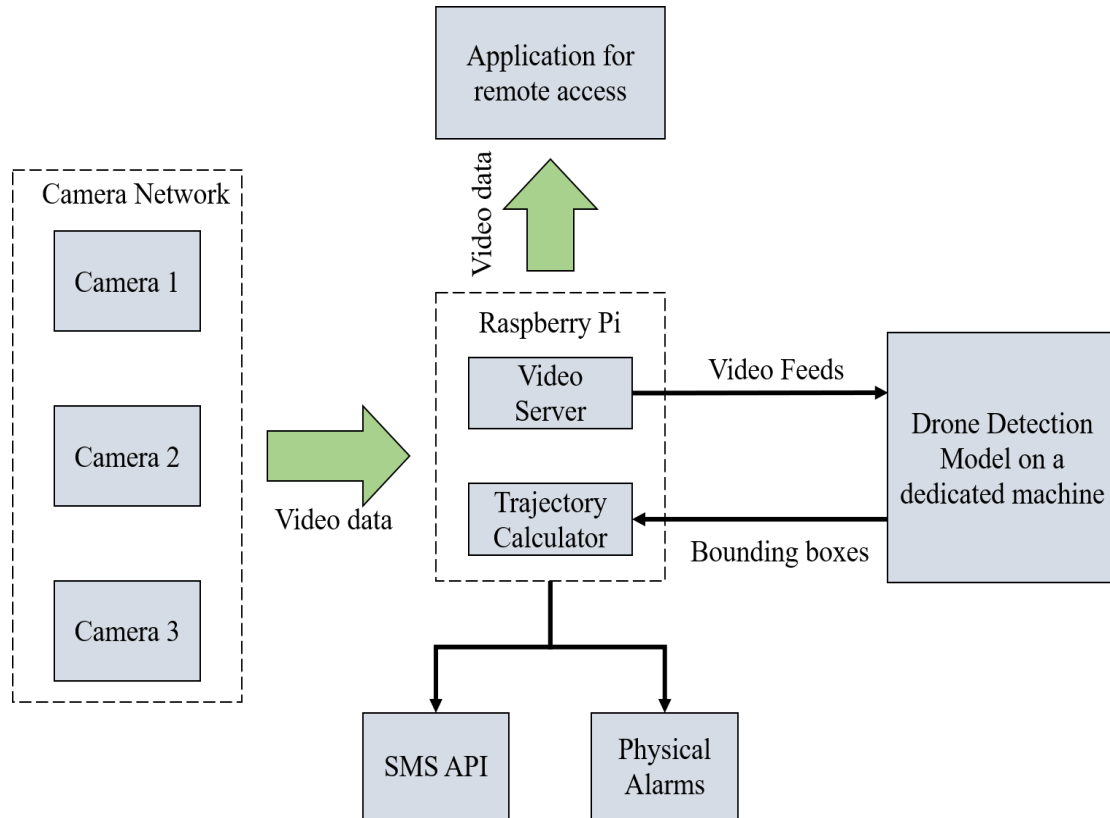 Application for
remote access
Video data
Camera Network
Camera 1
Camera 2
Camera 3
Video data
Raspberry Pi
Video
Server
Trajectory
Calculator
Video Feeds
Bounding boxes
Drone Detection
Model on a
dedicated machine
SMS API
Physical
Alarms